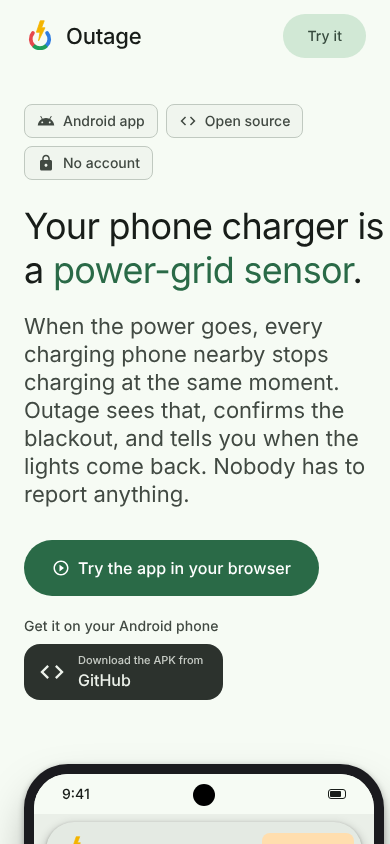 Outage
Try it
Android app
Open source
No account
Your phone charger is
a power-grid sensor.
When the power goes, every
charging phone nearby stops
charging at the same moment.
Outage sees that, confirms the
blackout, and tells you when the
lights come back. Nobody has to
report anything.
Try the app in your browser
Get it on your Android phone
Download the APK from
GitHub
9:41